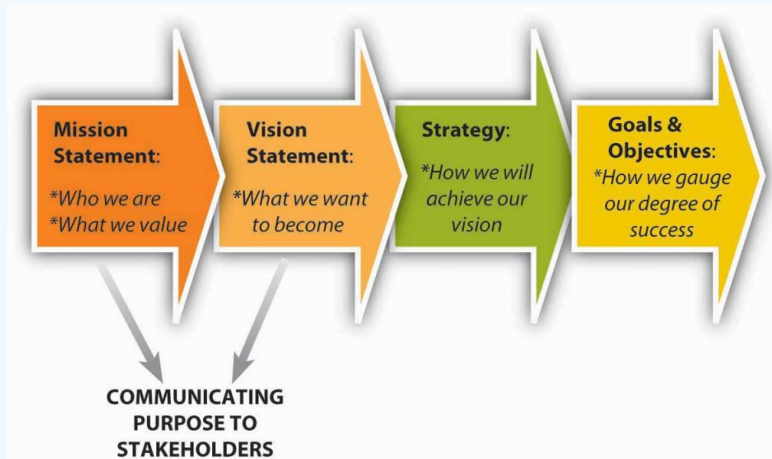 Mission
Statement:
*Who we are
*What we value
Vision
Statement:
*What we want
to become
Strategy:
*How we will
achieve our
vision
Goals &
Objectives:
*How we gauge
our degree of
success
COMMUNICATING
PURPOSE TO
STAKEHOLDERS